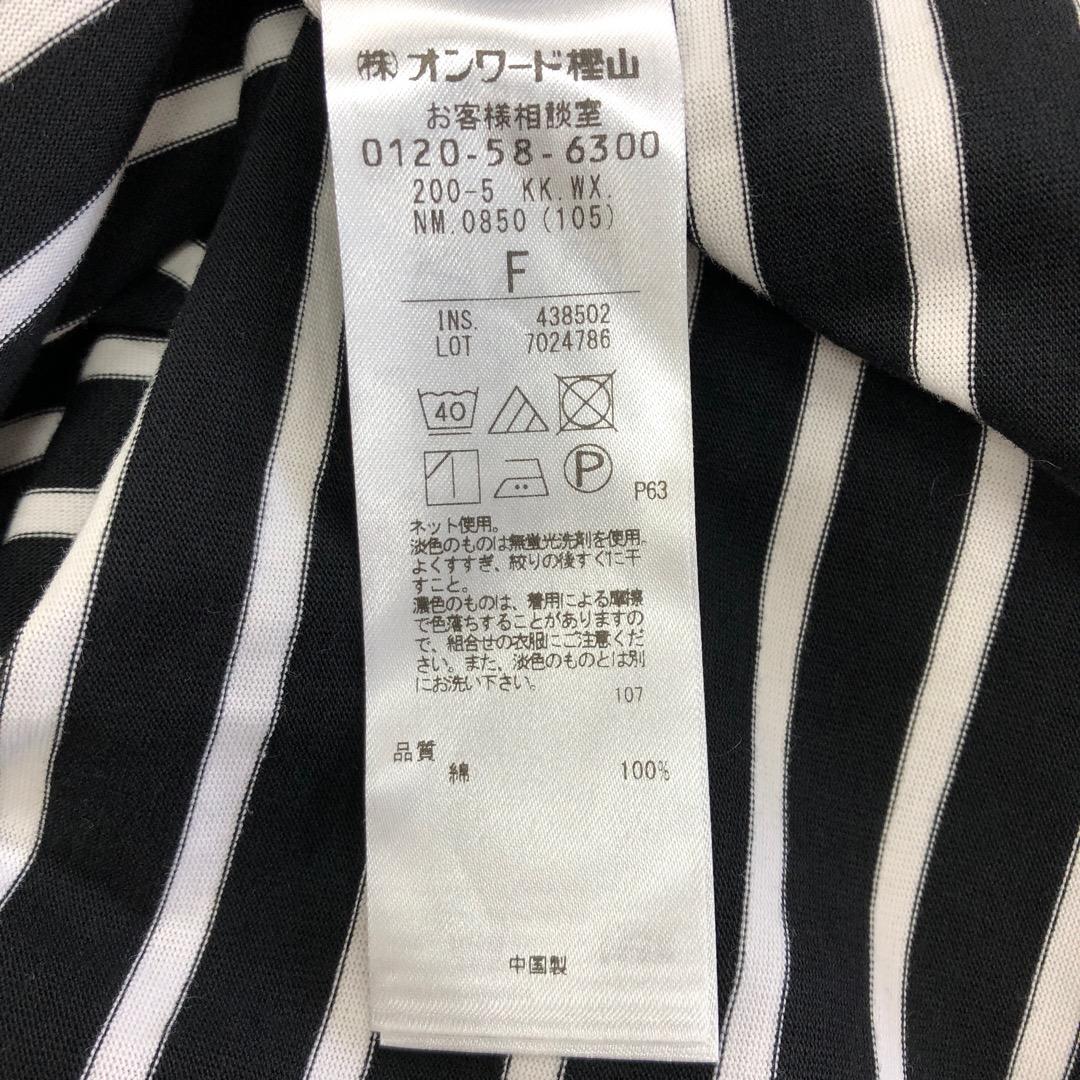 (株)オンワード樫山
お客様相談室
0120-58-6300
200-5 KK.WX.
NM.0850 (105)
F
INS. 438502
LOT 7024786
40
P
P63
ネット使用。
淡色のものは無蛍光洗剤を使用。
よくすすぎ、絞りの後すぐに干
すこと。
濃色のものは、着用による摩擦
で色落ちすることがありますの
で、組合せの衣服にご注意くだ
さい。また、淡色のものとは別
にお洗い下さい。
107
品質
綿 100%
中国製